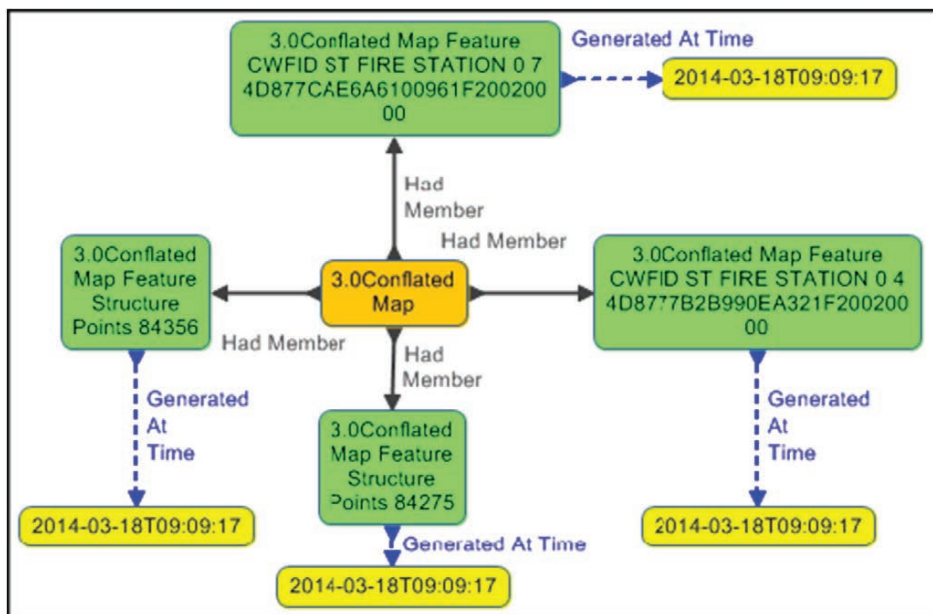 3.0Conflated Map Feature
CWFID ST FIRE STATION 0 7
4D877CAE6A6100961F200200
00
Generated At Time
2014-03-18T09:09:17
Had
Member
Had Member
3.0Conflated
Map Feature
Structure
Points 84356
3.0Conflated
Map
3.0Conflated Map Feature
CWFID ST FIRE STATION 0 4
4D8777B2B990EA321F200200
00
Had Member
Had
Member
Generated
At
Time
3.0Conflated
Map Feature
Structure
Points 84275
Generated
At
Time
2014-03-18T09:09:17
Generated At Time
2014-03-18T09:09:17
2014-03-18T09:09:17